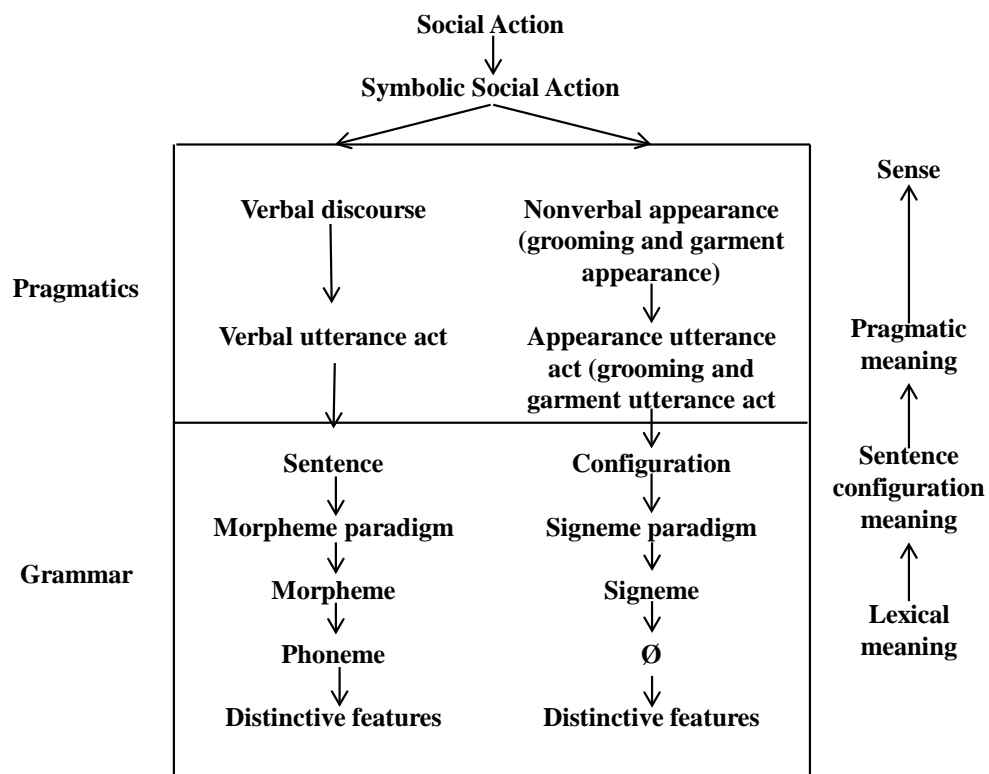 Social Action
Symbolic Social Action
Sense
Verbal discourse
Nonverbal appearance
(grooming and garment
appearance)
Pragmatics
Verbal utterance act
Appearance utterance
act (grooming and
garment utterance act
Pragmatic
meaning
Sentence
Configuration
Sentence
configuration
meaning
Morpheme paradigm
Signeme paradigm
Grammar
Morpheme
Signeme
Lexical
meaning
Phoneme
Ø
Distinctive features
Distinctive features